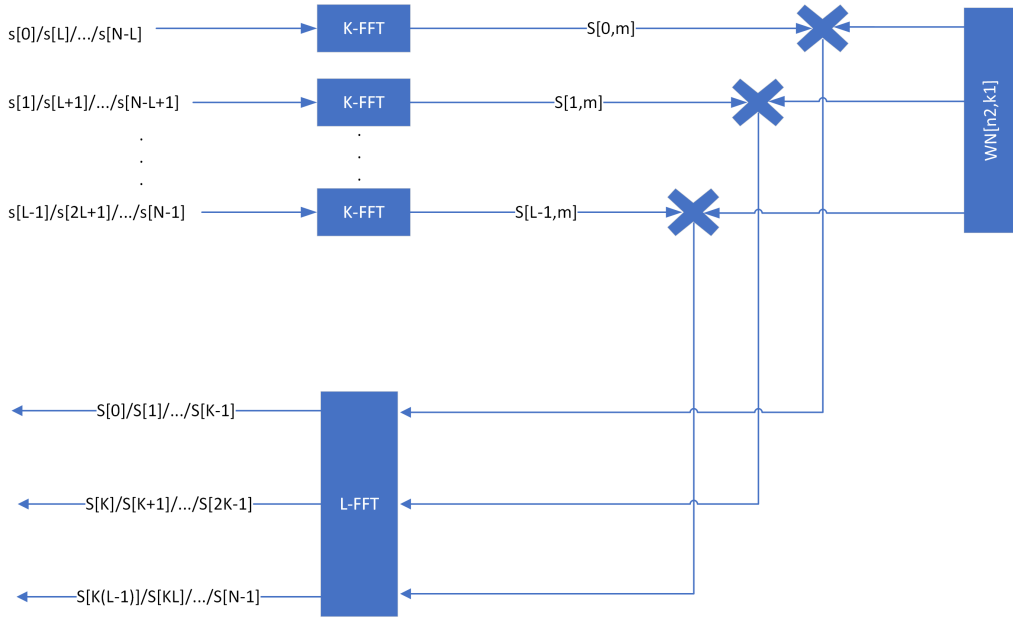 s[0]/s[L]/.../s[N-L]
K-FFT
S[0,m]
s[1]/s[L+1]/.../s[N-L+1]
K-FFT
S[1,m]
WN[n2,k1]
.
.
.
.
.
.
s[L-1]/s[2L+1]/.../s[N-1]
K-FFT
S[L-1,m]
S[0]/S[1]/.../S[K-1]
S[K]/S[K+1]/.../S[2K-1]
L-FFT
S[K(L-1)]/S[KL]/.../S[N-1]